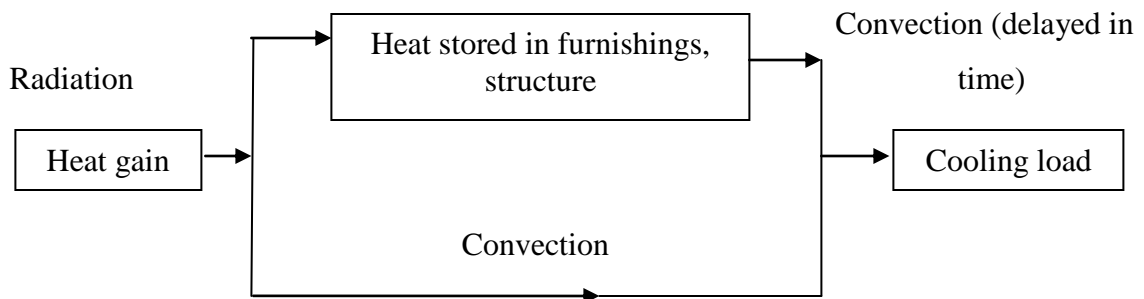 Convection (delayed in
time)
Heat stored in furnishings,
structure
Radiation
Heat gain
Cooling load
Convection